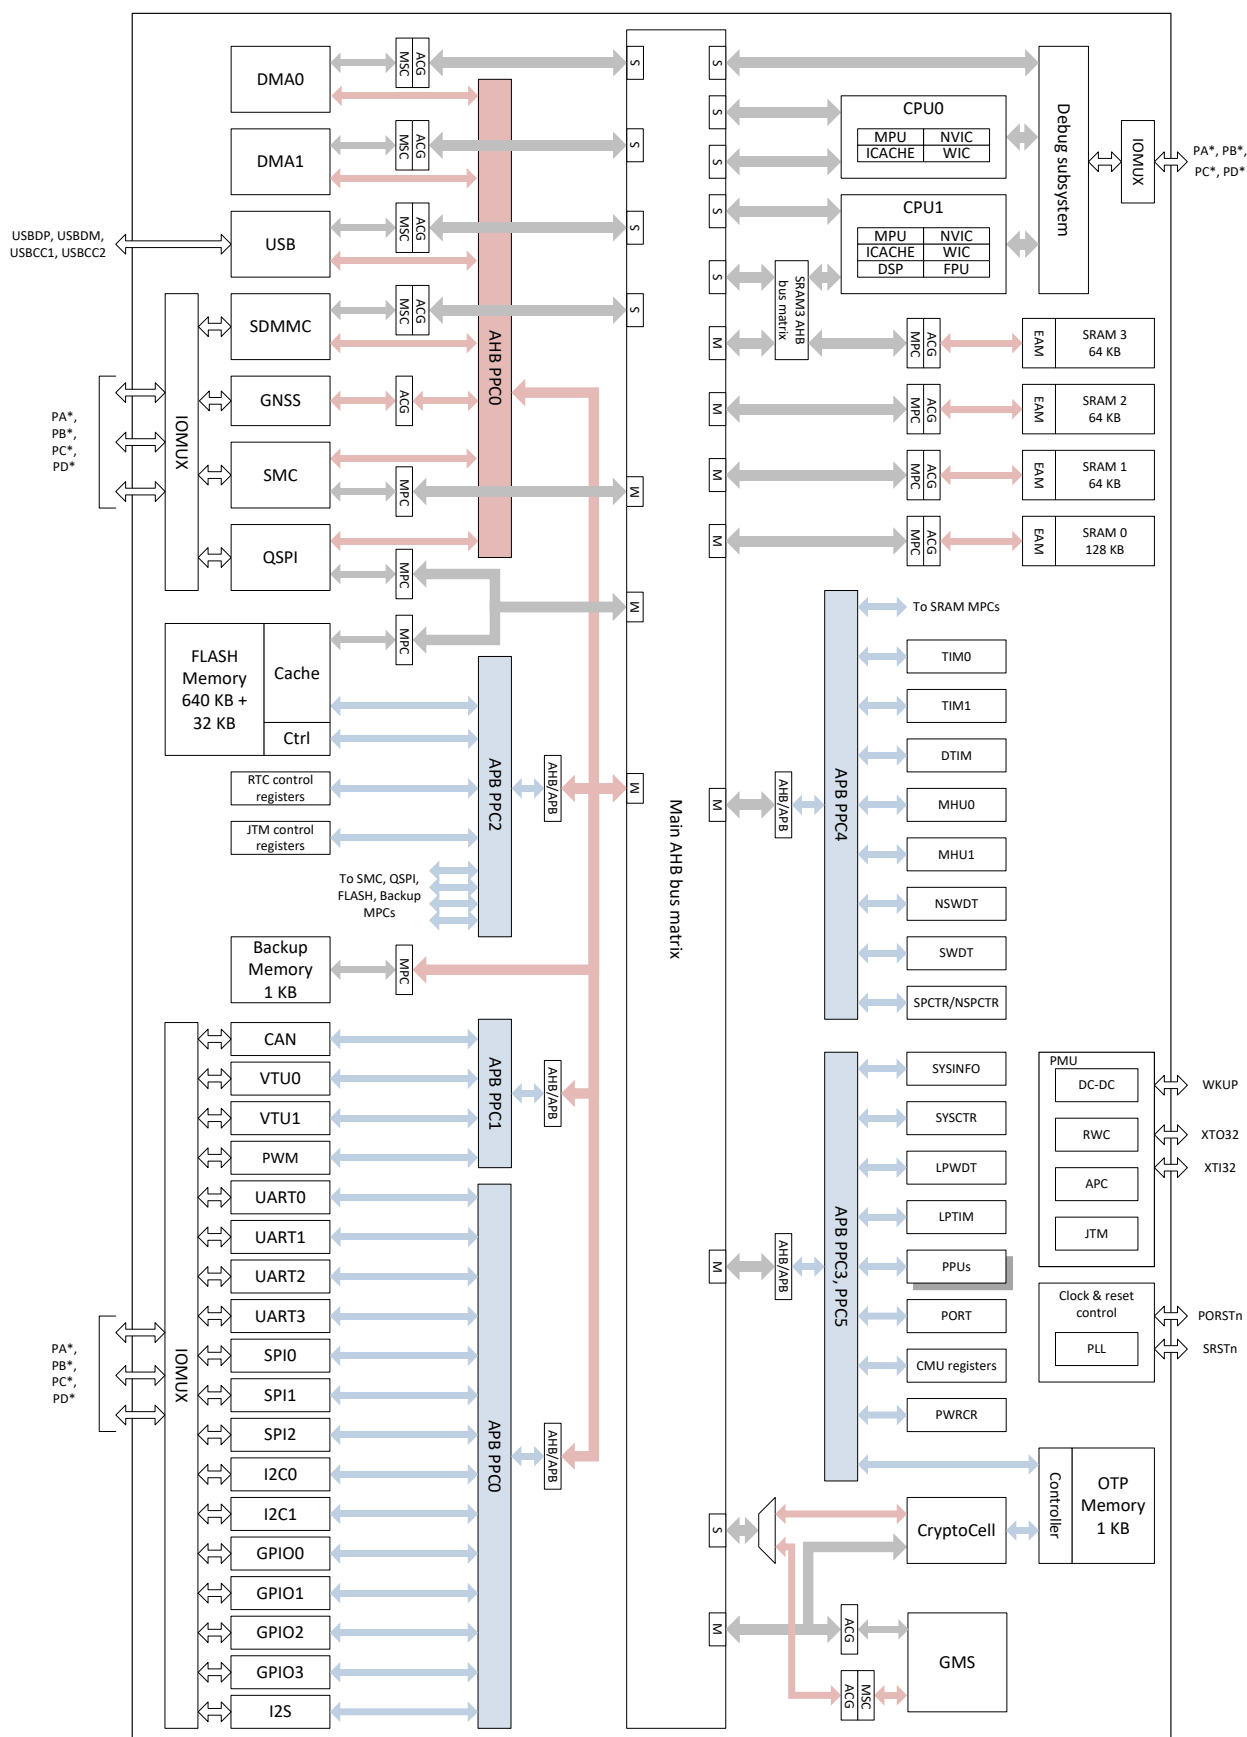 DMA0
MSC
ACG
DMA1
MSC
ACG
USBDP, USBDM,
USBCC1, USBCC2
USB
MSC
ACG
SDMMC
MSC
ACG
GNSS
ACG
SMC
MPC
QSPI
MPC
IOMUX
PA*,
PB*,
PC*,
PD*
AHB PPC0
FLASH
Memory
640 KB +
32 KB
Cache
Ctrl
MPC
RTC control
registers
JTM control
registers
To SMC, QSPI,
FLASH, Backup
MPCs
APB PPC2
AHB/APB
Backup
Memory
1 KB
MPC
CAN
VTU0
VTU1
PWM
APB PPC1
AHB/APB
UART0
UART1
UART2
UART3
SPI0
SPI1
SPI2
I2C0
I2C1
GPIO0
GPIO1
GPIO2
GPIO3
I2S
IOMUX
PA*,
PB*,
PC*,
PD*
APB PPC0
AHB/APB
S
S
S
S
M
M
M
Main AHB bus matrix
S
S
S
S
S
M
M
M
M
M
M
S
M
CPU0
MPU
NVIC
ICACHE
WIC
CPU1
MPU
NVIC
ICACHE
WIC
DSP
FPU
Debug subsystem
IOMUX
PA*, PB*,
PC*, PD*
SRAM3 AHB
bus matrix
MPC
ACG
EAM
SRAM 3
64 KB
MPC
ACG
EAM
SRAM 2
64 KB
MPC
ACG
EAM
SRAM 1
64 KB
MPC
ACG
EAM
SRAM 0
128 KB
AHB/APB
APB PPC4
To SRAM MPCs
TIM0
TIM1
DTIM
MHU0
MHU1
NSWDT
SWDT
SPCTR/NSPCTR
AHB/APB
APB PPC3, PPC5
SYSINFO
SYSCTR
LPWDT
LPTIM
PPUs
PORT
CMU registers
PWRCR
PMU
DC-DC
RWC
APC
JTM
WKUP
XTO32
XTI32
Clock & reset
control
PLL
PORSTn
SRSTn
CryptoCell
Controller
OTP
Memory
1 KB
ACG
GMS
ACG
MSC